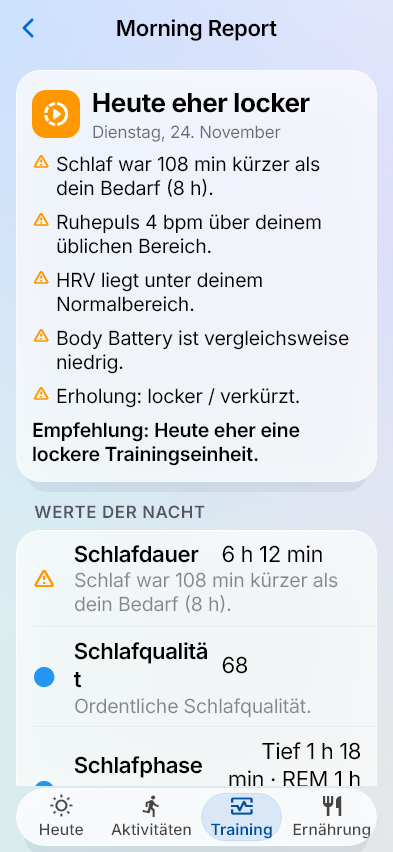 Morning Report
Heute eher locker
Dienstag, 24. November
Schlaf war 108 min kürzer als
dein Bedarf (8 h).
Ruhepuls 4 bpm über deinem
üblichen Bereich.
HRV liegt unter deinem
Normalbereich.
Body Battery ist vergleichsweise
niedrig.
Erholung: locker / verkürzt.
Empfehlung: Heute eher eine
lockere Trainingseinheit.
WERTE DER NACHT
Schlafdauer 6 h 12 min
Schlaf war 108 min kürzer als
dein Bedarf (8 h).
Schlafqualitä
t
68
Ordentliche Schlafqualität.
Schlafphase
Tief 1 h 18
min · REM 1 h
Heute Aktivitäten Training Ernährung